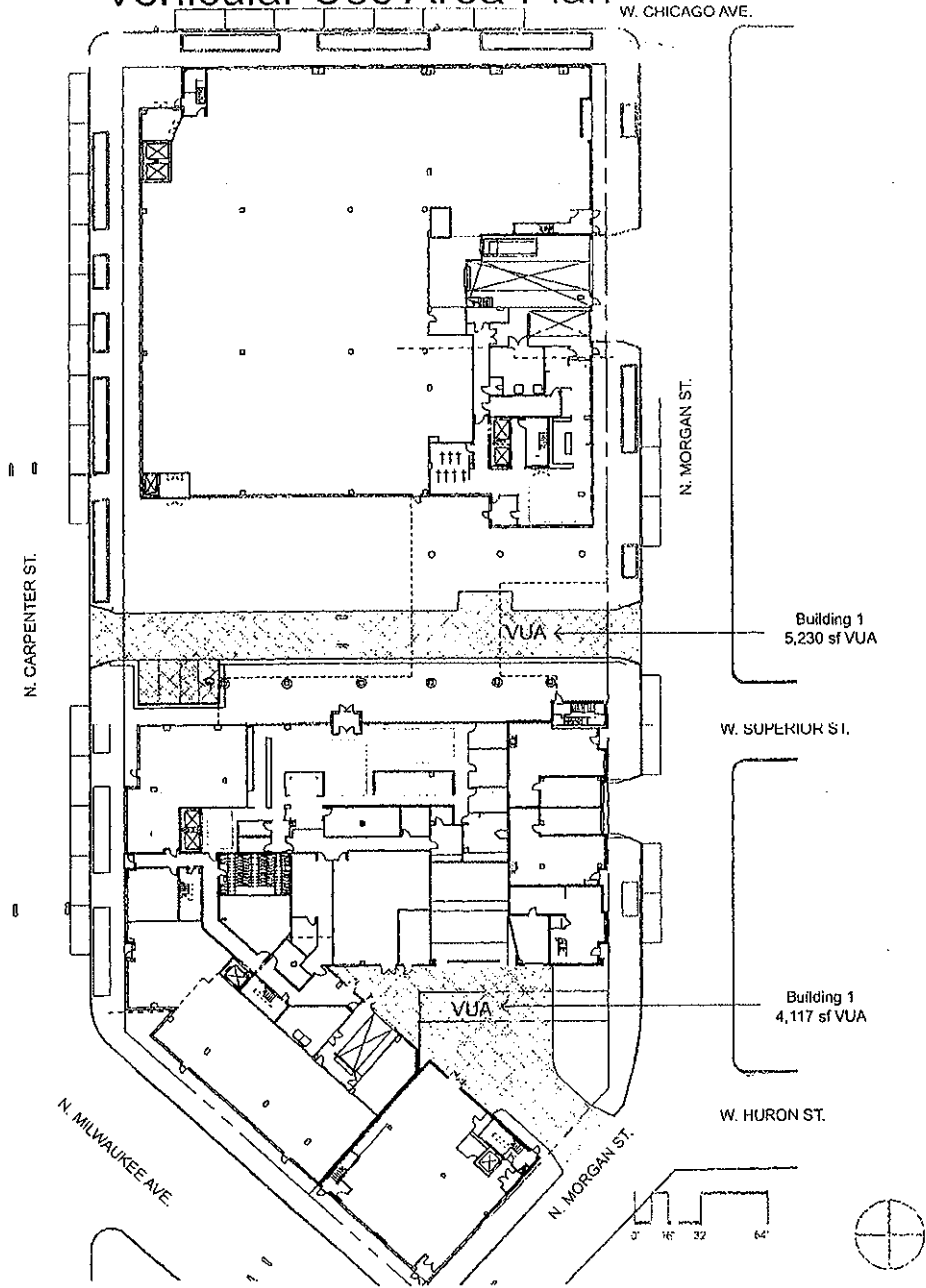 Vehicular Use Area Plan
W. CHICAGO AVE.
N. MORGAN ST.
N. CARPENTER ST.
VUA
Building 1
5,230 sf VUA
W. SUPERIOR ST.
VUA
Building 1
4,117 sf VUA
W. HURON ST.
N. MILWAUKEE AVE.
N. MORGAN ST.
0' 16' 32 64'